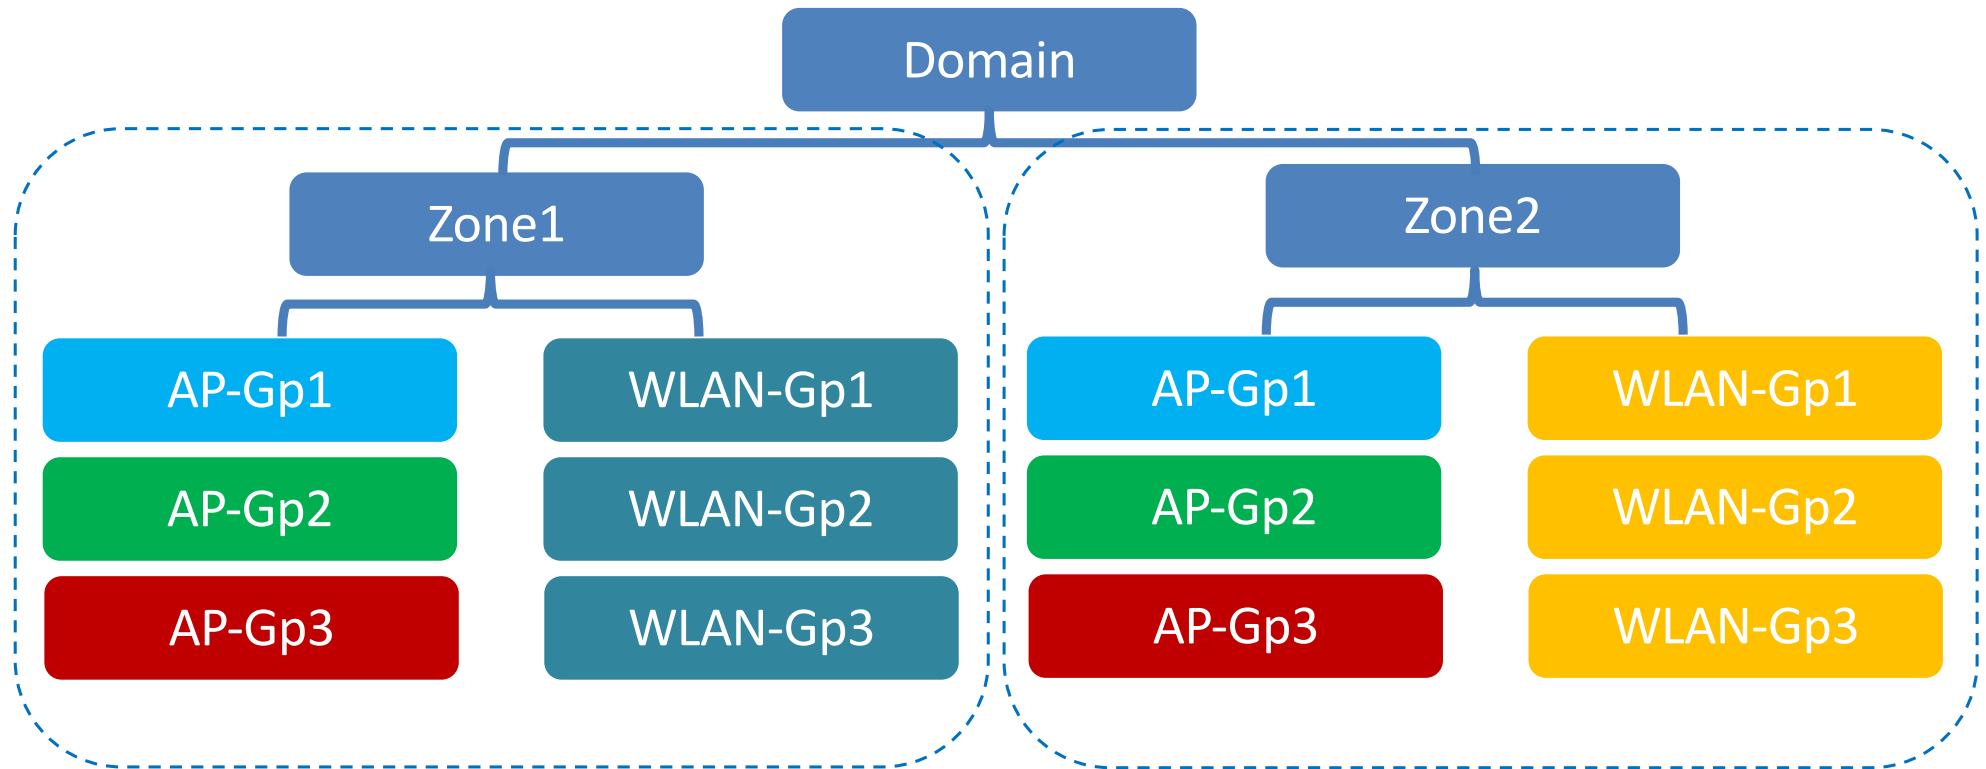 Domain
Zone1
Zone2
AP-Gp1
WLAN-Gp1
AP-Gp2
WLAN-Gp2
AP-Gp3
WLAN-Gp3
AP-Gp1
WLAN-Gp1
AP-Gp2
WLAN-Gp2
AP-Gp3
WLAN-Gp3